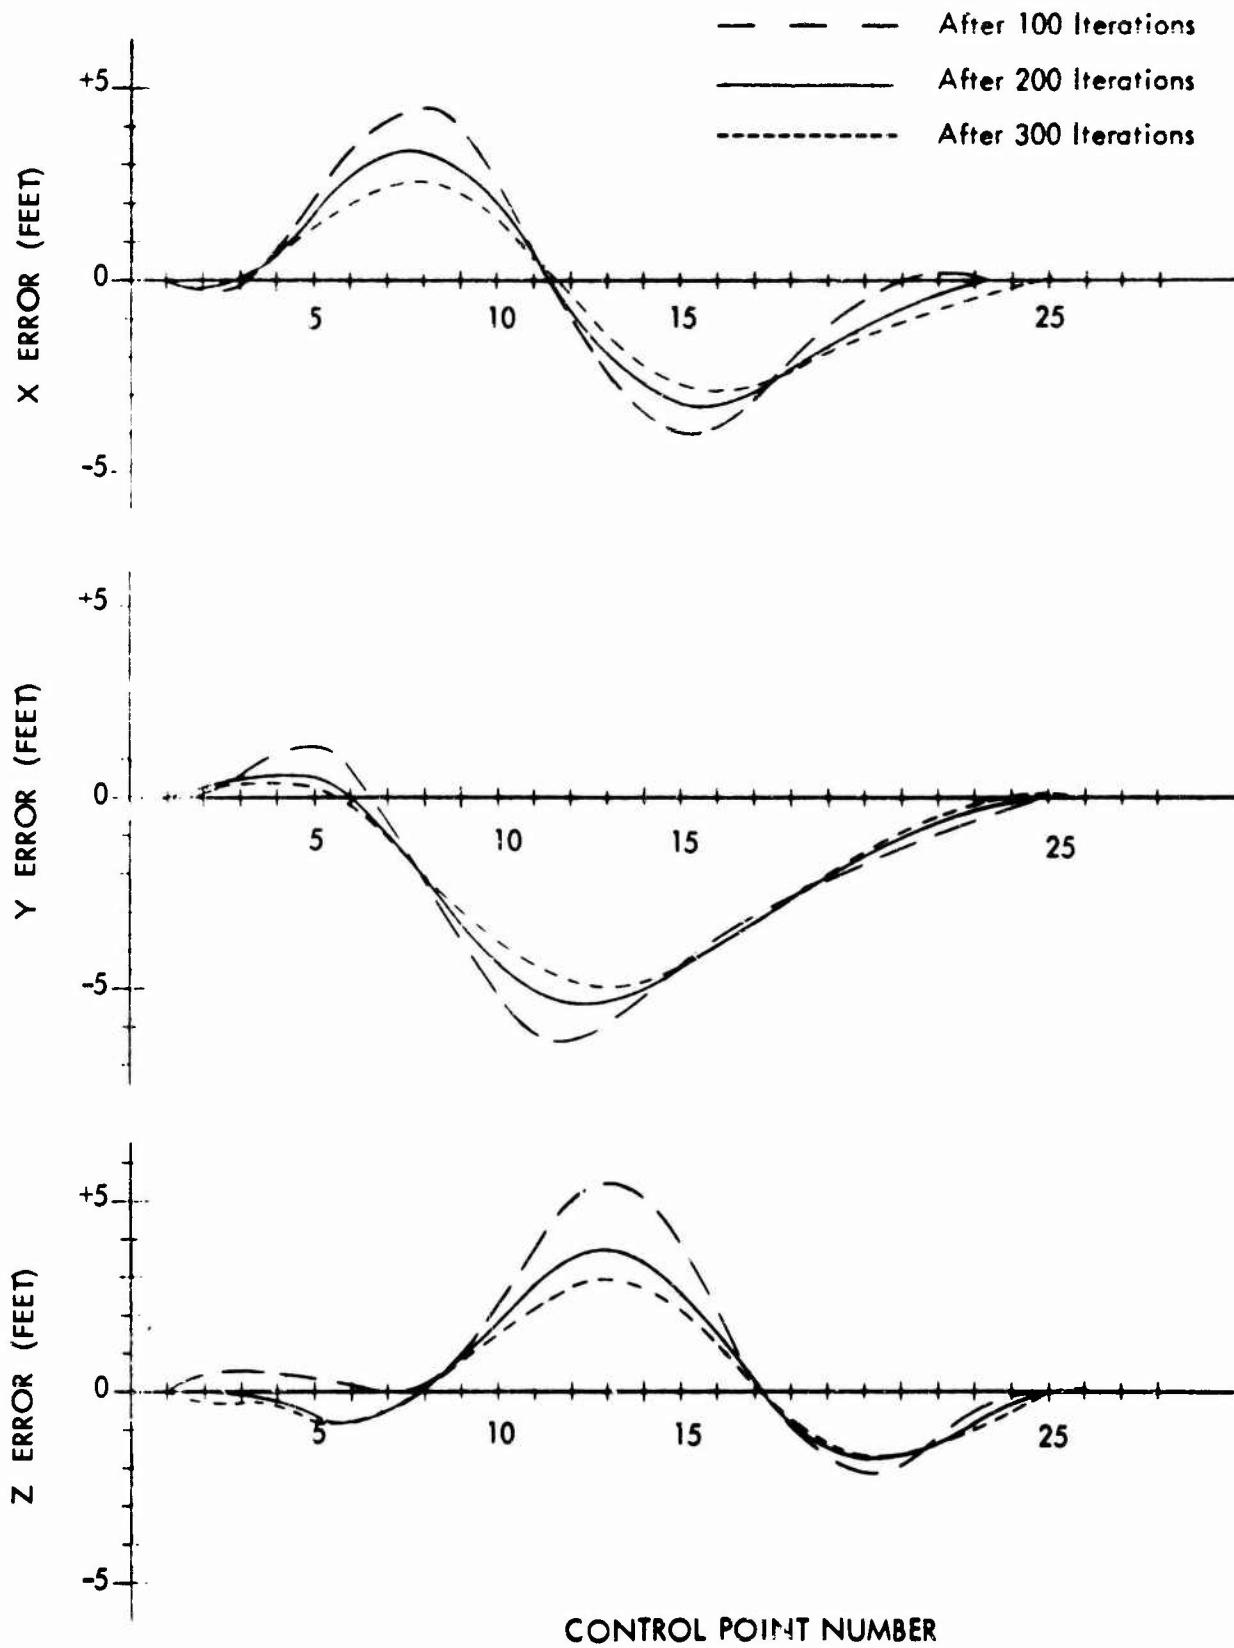 After 100 Iterations
After 200 Iterations
After 300 Iterations
X ERROR (FEET)
+5
0
-5
5 10 15 25
Y ERROR (FEET)
+5
0
-5
5 10 15 25
Z ERROR (FEET)
+5
0
-5
5 10 15 25
CONTROL POINT NUMBER